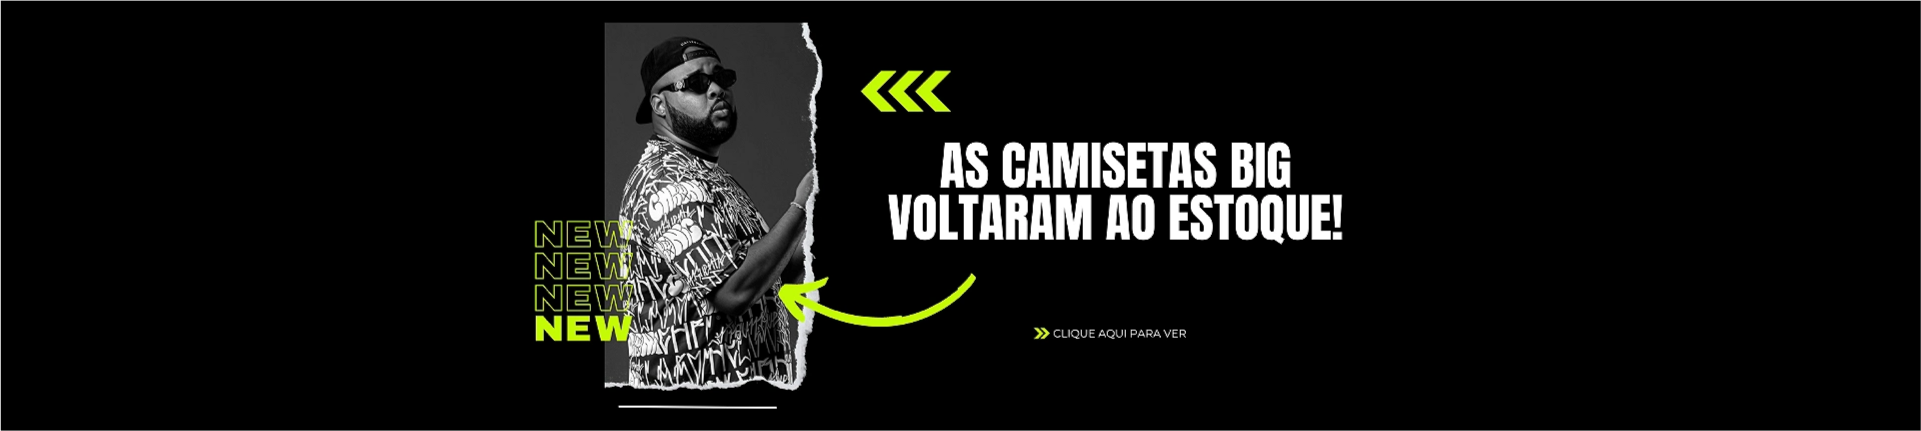 AS CAMISETAS BIG
VOLTARAM AO ESTOQUE!
NEW
NEW
NEW
NEW
CLIQUE AQUI PARA VER